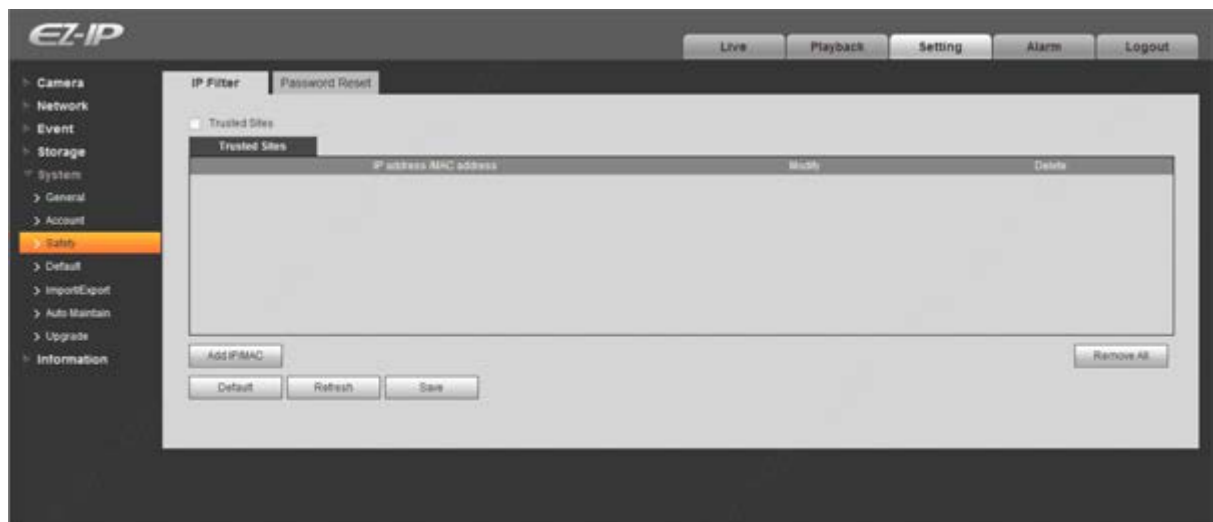 EZ-IP
Live Playback Setting Alarm Logout
Camera
Network
Event
Storage
System
General
Account
Safety
Default
Import/Export
Auto Maintain
Upgrade
Information
IP Filter Password Reset
Trusted Sites
Trusted Sites
IP address /MAC address Modify Delete
Add IP/MAC Remove All
Default Refresh Save